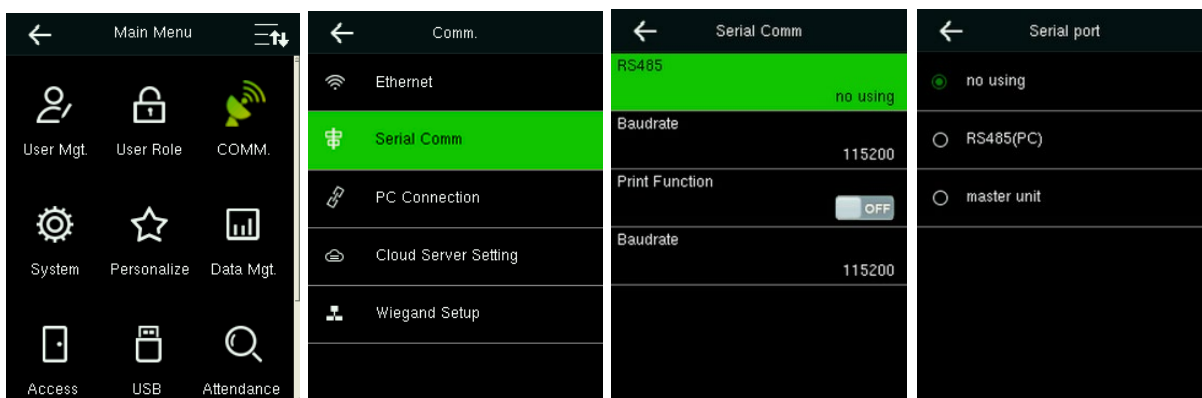 Main Menu
User Mgt. User Role COMM.
System Personalize Data Mgt.
Access USB Attendance
Comm.
Ethernet
Serial Comm
PC Connection
Cloud Server Setting
Wiegand Setup
Serial Comm
RS485
no using
Baudrate
115200
Print Function
OFF
Baudrate
115200
Serial port
no using
RS485(PC)
master unit